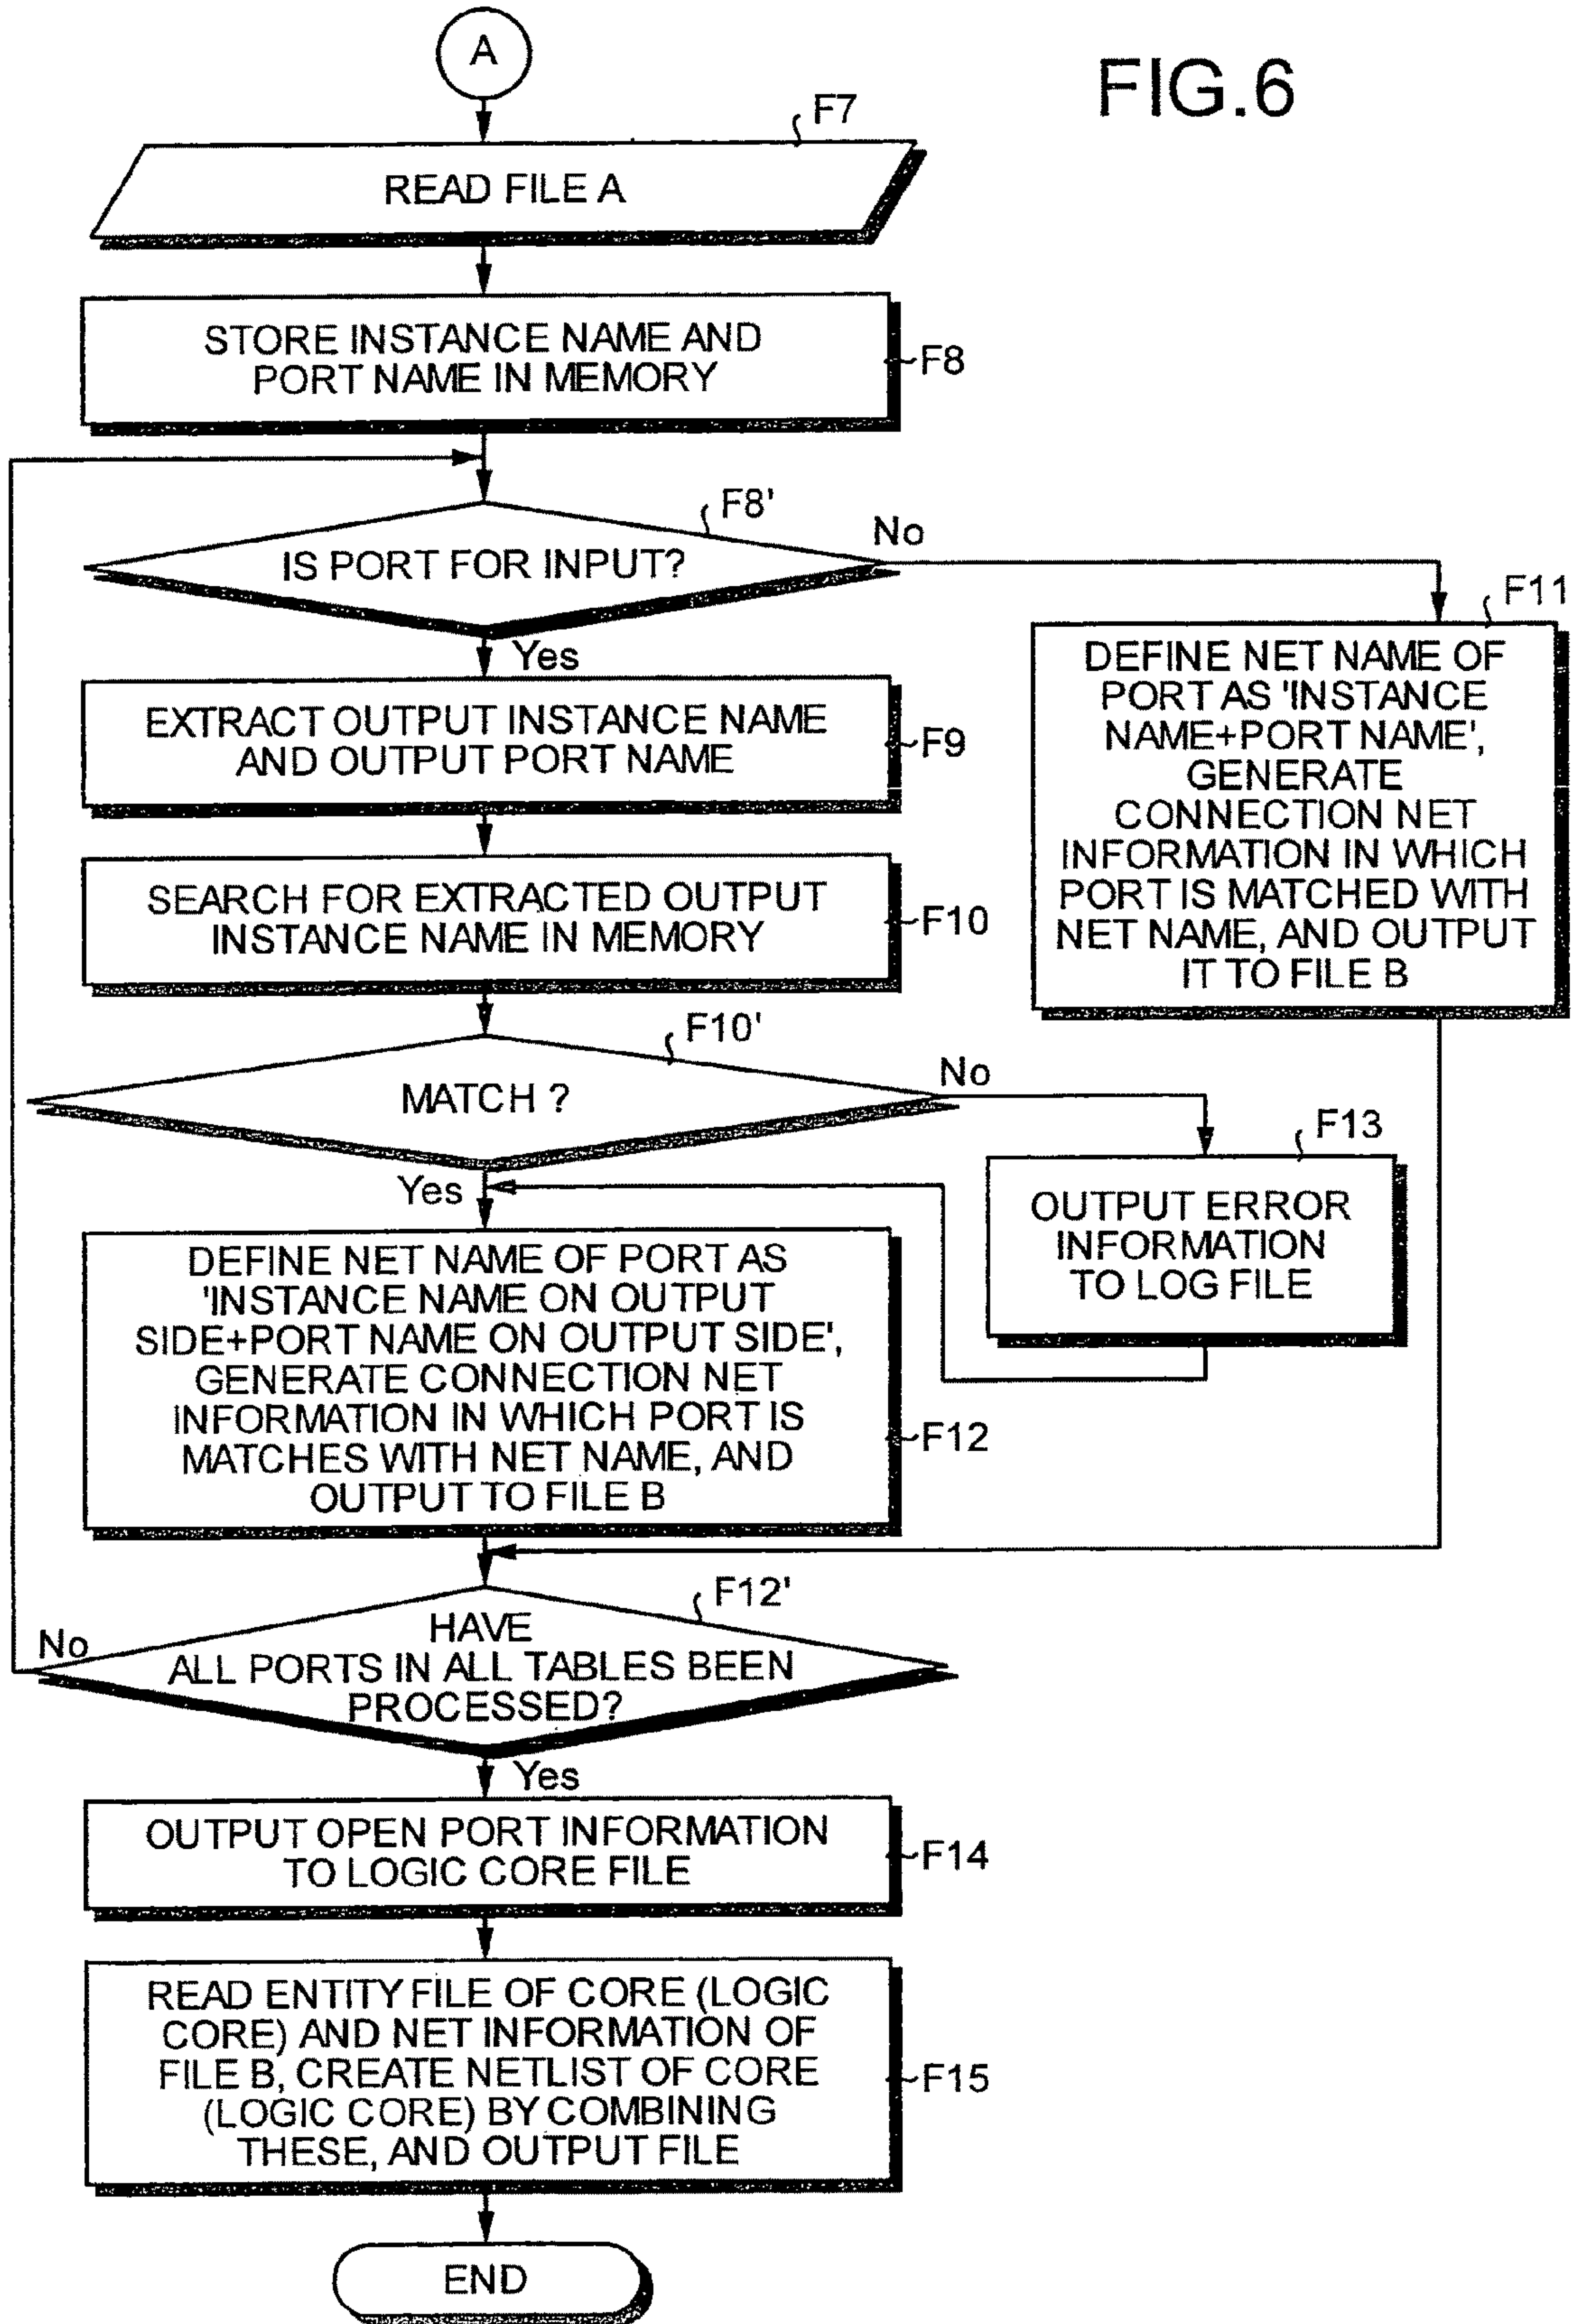 A
FIG.6
F7
READ FILE A
STORE INSTANCE NAME AND
PORT NAME IN MEMORY
F8
F8'
IS PORT FOR INPUT?
No
Yes
F11
DEFINE NET NAME OF
PORT AS 'INSTANCE
NAME+PORT NAME',
GENERATE
CONNECTION NET
INFORMATION IN WHICH
PORT IS MATCHED WITH
NET NAME, AND OUTPUT
IT TO FILE B
EXTRACT OUTPUT INSTANCE NAME
AND OUTPUT PORT NAME
F9
SEARCH FOR EXTRACTED OUTPUT
INSTANCE NAME IN MEMORY
F10
F10'
MATCH ?
No
Yes
F13
OUTPUT ERROR
INFORMATION
TO LOG FILE
DEFINE NET NAME OF PORT AS
'INSTANCE NAME ON OUTPUT
SIDE+PORT NAME ON OUTPUT SIDE',
GENERATE CONNECTION NET
INFORMATION IN WHICH PORT IS
MATCHES WITH NET NAME, AND
OUTPUT TO FILE B
F12
F12'
No
HAVE
ALL PORTS IN ALL TABLES BEEN
PROCESSED?
Yes
OUTPUT OPEN PORT INFORMATION
TO LOGIC CORE FILE
F14
READ ENTITY FILE OF CORE (LOGIC
CORE) AND NET INFORMATION OF
FILE B, CREATE NETLIST OF CORE
(LOGIC CORE) BY COMBINING
THESE, AND OUTPUT FILE
F15
END